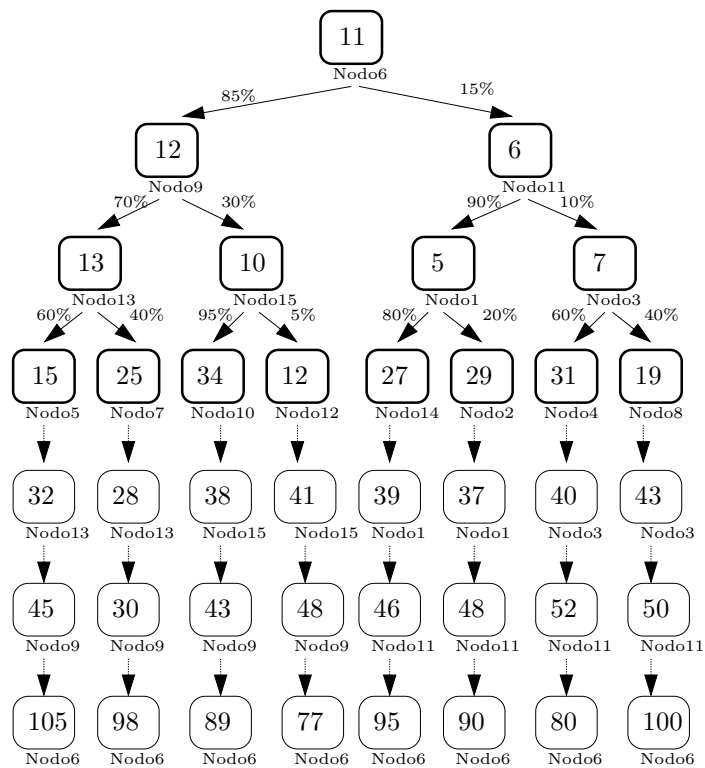 11
Nodo6
85% 15%
12 6
Nodo9 Nodo11
70% 30% 90% 10%
13 10 5 7
Nodo13 Nodo15 Nodo1 Nodo3
60% 40% 95% 5% 80% 20% 60% 40%
15 25 34 12 27 29 31 19
Nodo5 Nodo7 Nodo10 Nodo12 Nodo14 Nodo2 Nodo4 Nodo8
32 28 38 41 39 37 40 43
Nodo13 Nodo13 Nodo15 Nodo15 Nodo1 Nodo1 Nodo3 Nodo3
45 30 43 48 46 48 52 50
Nodo9 Nodo9 Nodo9 Nodo9 Nodo11 Nodo11 Nodo11 Nodo11
105 98 89 77 95 90 80 100
Nodo6 Nodo6 Nodo6 Nodo6 Nodo6 Nodo6 Nodo6 Nodo6